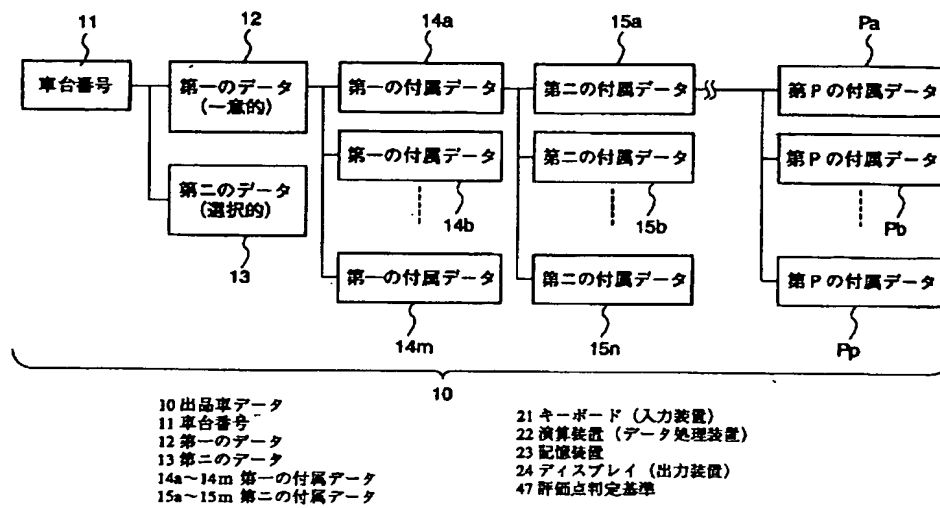 11
12
14a
15a
Pa
車台番号
第一のデータ
(一意的)
第一の付属データ
第二の付属データ
第Pの付属データ
第一の付属データ
第二の付属データ
第Pの付属データ
第二のデータ
(選択的)
14b
15b
Pb
13
第一の付属データ
第二の付属データ
第Pの付属データ
14m
15n
Pp
10
10 出品車データ
11 車台番号
12 第一のデータ
13 第二のデータ
14a～14m 第一の付属データ
15a～15m 第二の付属データ
21 キーボード（入力装置）
22 演算装置（データ処理装置）
23 記憶装置
24 ディスプレイ（出力装置）
47 評価点判定基準